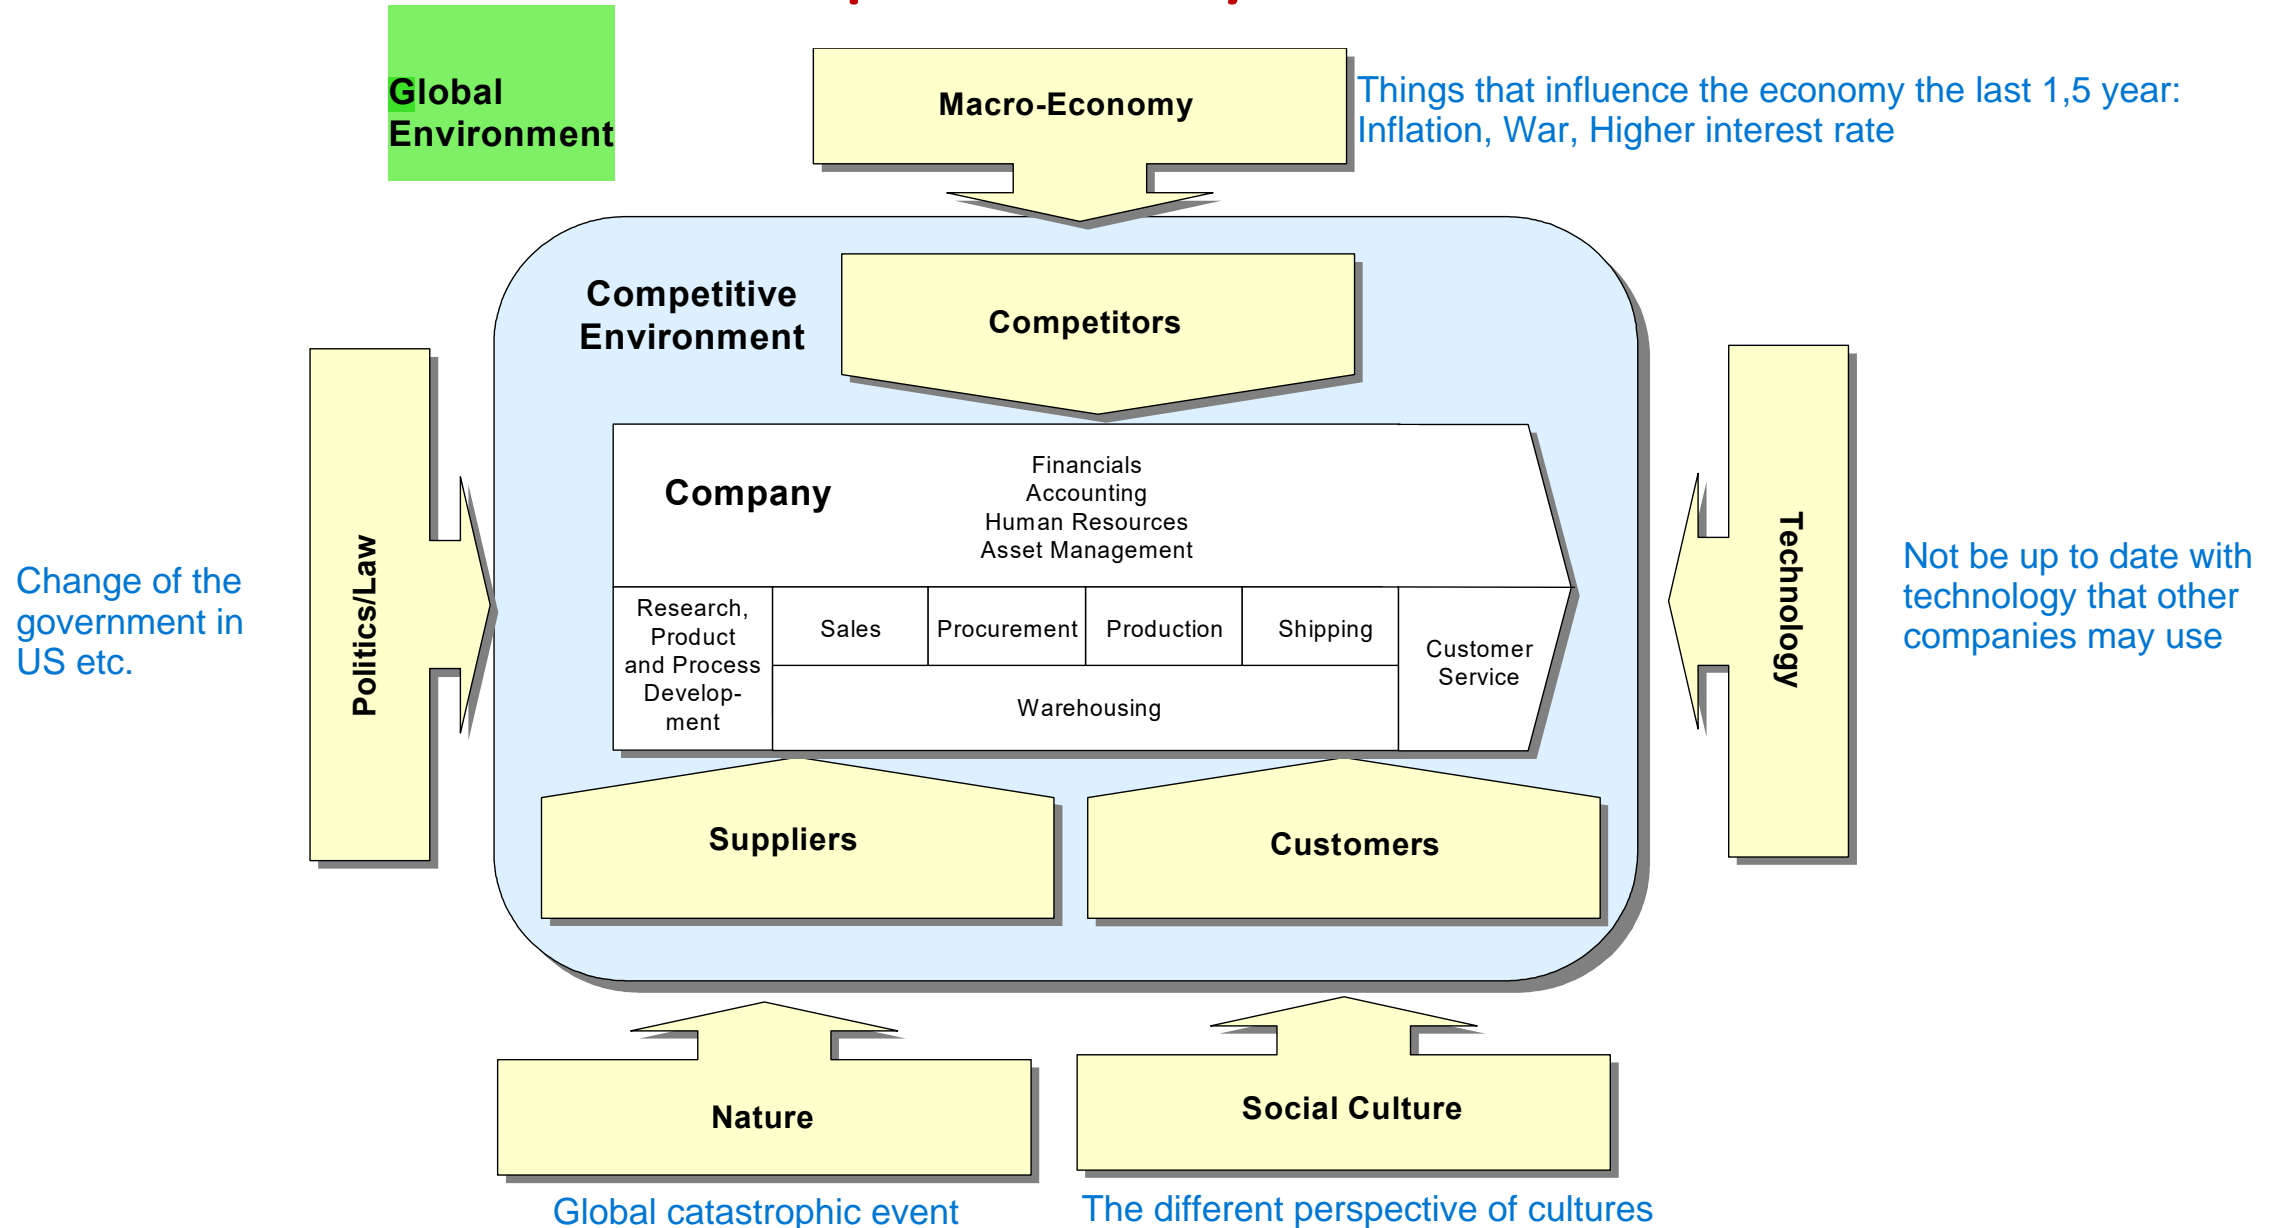 Global
Environment
Macro-Economy
Things that influence the economy the last 1,5 year:
Inflation, War, Higher interest rate
Competitive
Environment
Competitors
Company
Financials
Accounting
Human Resources
Asset Management
Research,
Product
and Process
Develop-
ment
Sales
Procurement
Production
Shipping
Warehousing
Customer
Service
Politics/Law
Change of the
government in
US etc.
Technology
Not be up to date with
technology that other
companies may use
Suppliers
Customers
Nature
Social Culture
Global catastrophic event
The different perspective of cultures